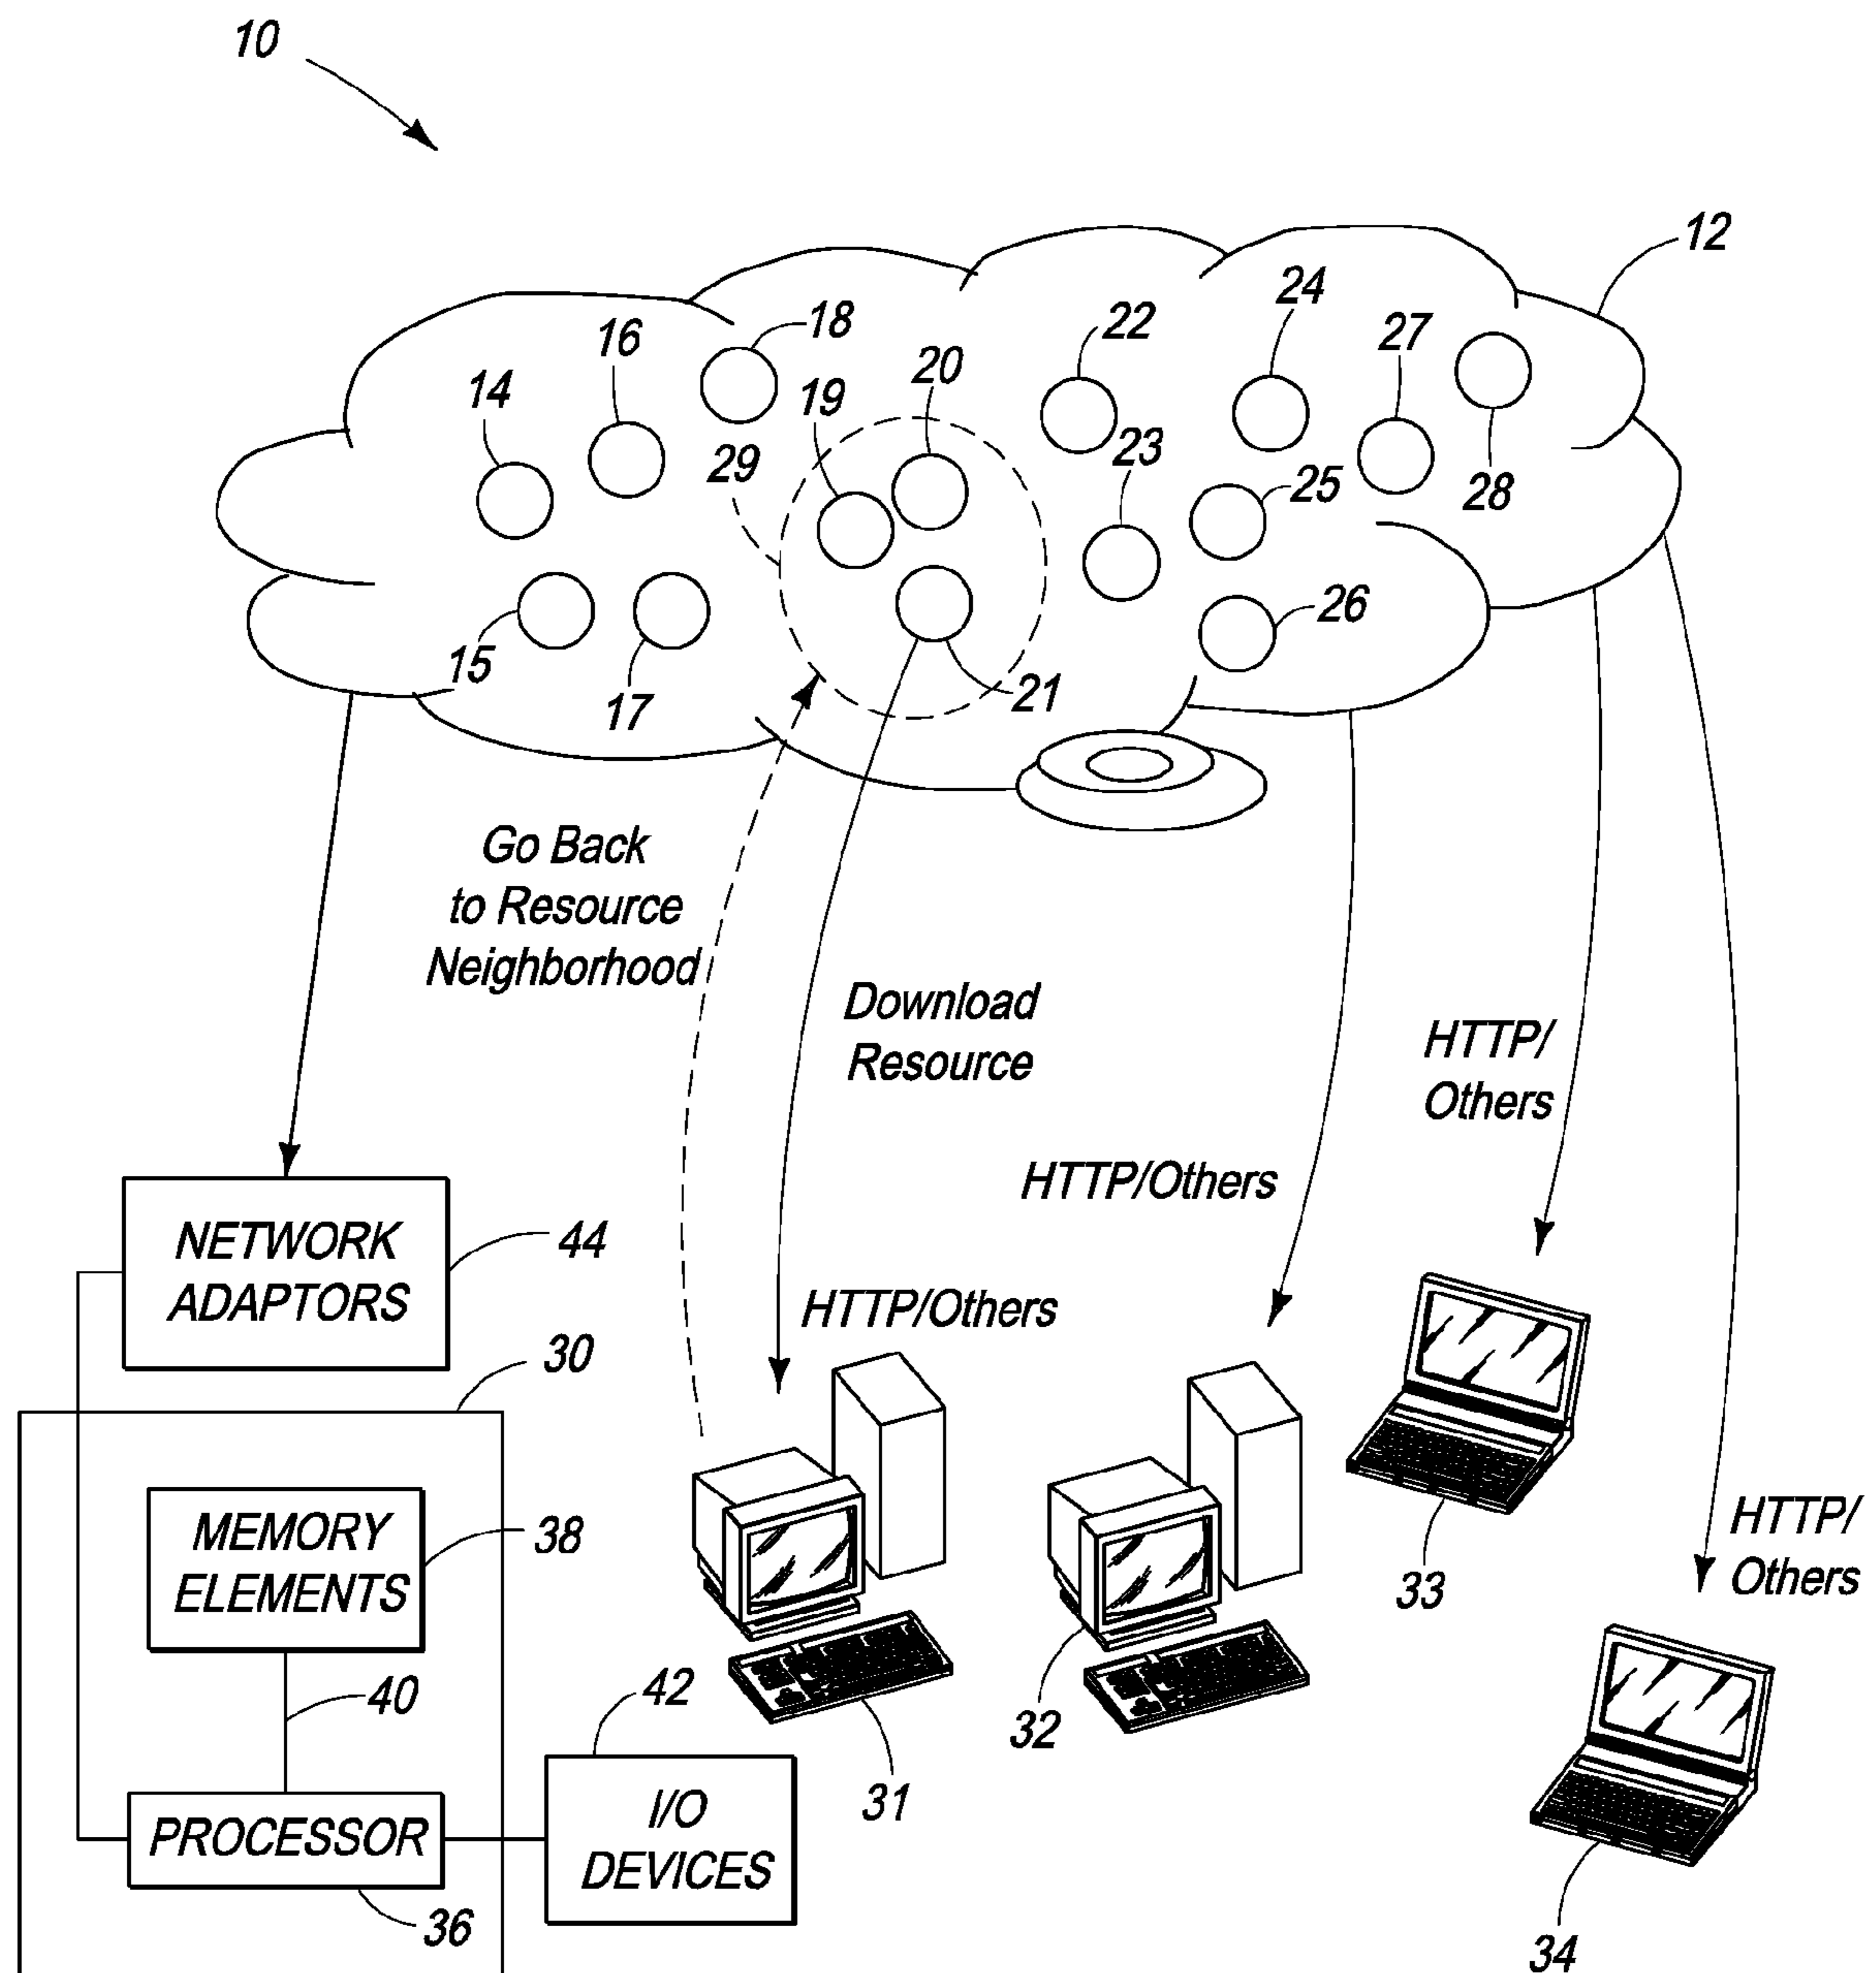 10
12
24
18
22
27
16
20
14
19
23
29
25
28
26
15
21
17
Go Back
to Resource
Neighborhood
Download
Resource
HTTP/
Others
HTTP/Others
NETWORK
ADAPTORS
44
HTTP/Others
30
MEMORY
ELEMENTS
38
HTTP/
Others
33
40
42
32
31
PROCESSOR
I/O
DEVICES
36
34